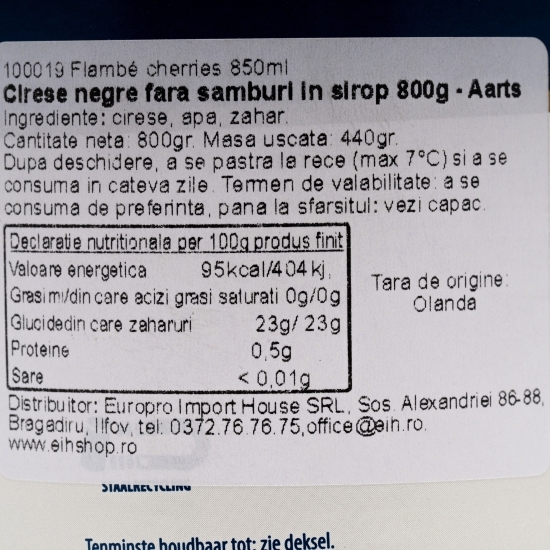 100019 Flambé cherries 850ml
Cirese negre fara samburi in sirop 800g - Aarts
Ingrediente: cirese, apa, zahar.
Cantitate neta: 800gr. Masa uscata: 440gr.
Dupa deschidere, a se pastra la rece (max 7°C) si a se
consuma in cateva zile. Termen de valabilitate: a se
consuma de preferinta, pana la sfarsitul: vezi capac.
Declaratie nutritionala per 100g produs finit
Valoare energetica 95kcal/404 kj,
Grasimi/din care acizi grasi saturati 0g/0g
Glucidedin care zaharuri 23g/ 23g
Proteine 0,5g
Sare < 0,01g
Tara de origine:
Olanda
Distribuitor: Europro Import House SRL, Sos. Alexandriei 86-88,
Bragadiru, Ilfov, tel: 0372.76.76.75,office@eih.ro.
www.eihshop.ro
STAALRECYCLING
Tenminste houdbaar tot: zie deksel.